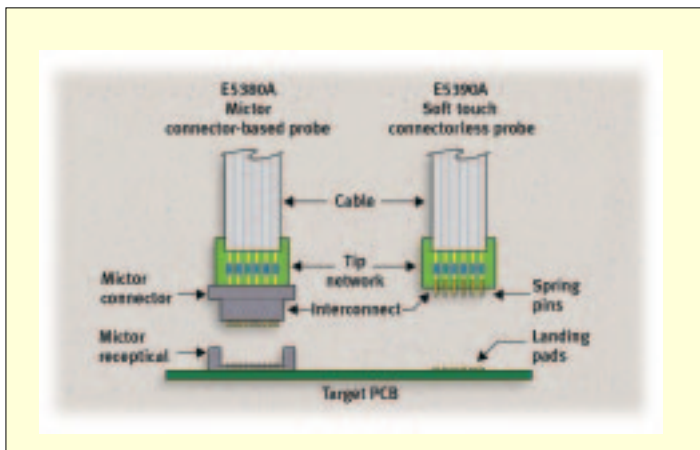 E5380A
Mictor
connector-based probe
E5390A
Soft touch
connectorless probe
Cable
Tip
network
Mictor
connector
Interconnect
Spring
pins
Mictor
receptical
Landing
pads
Target PCB